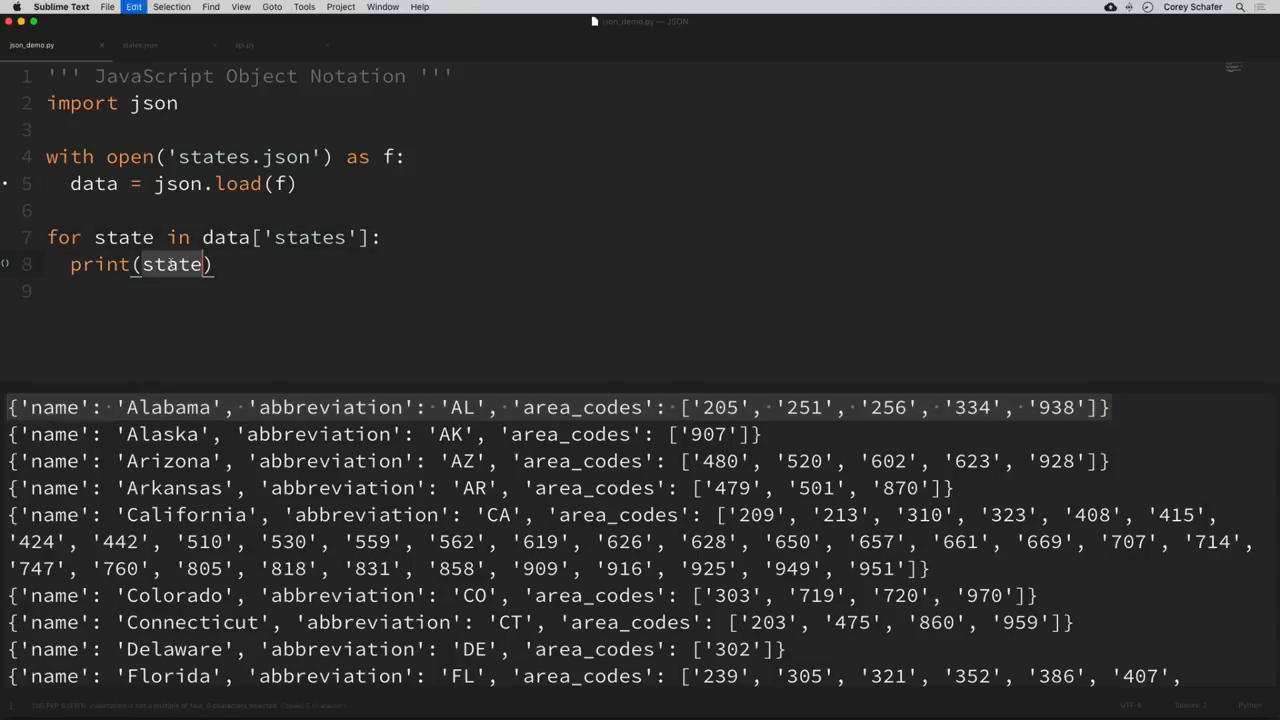 Sublime Text File Edit Selection Find View Goto Tools Project Window Help Corey Schafer
json_demo.py — JSON
json_demo.py states.json api.py
1 ''' JavaScript Object Notation '''
2 import json
3
4 with open('states.json') as f:
5 data = json.load(f)
6
7 for state in data['states']:
8 print(state)
9
{'name': 'Alabama', 'abbreviation': 'AL', 'area_codes': ['205', '251', '256', '334', '938']}
{'name': 'Alaska', 'abbreviation': 'AK', 'area_codes': ['907']}
{'name': 'Arizona', 'abbreviation': 'AZ', 'area_codes': ['480', '520', '602', '623', '928']}
{'name': 'Arkansas', 'abbreviation': 'AR', 'area_codes': ['479', '501', '870']}
{'name': 'California', 'abbreviation': 'CA', 'area_codes': ['209', '213', '310', '323', '408', '415',
'424', '442', '510', '530', '559', '562', '619', '626', '628', '650', '657', '661', '669', '707', '714',
'747', '760', '805', '818', '831', '858', '909', '916', '925', '949', '951']}
{'name': 'Colorado', 'abbreviation': 'CO', 'area_codes': ['303', '719', '720', '970']}
{'name': 'Connecticut', 'abbreviation': 'CT', 'area_codes': ['203', '475', '860', '959']}
{'name': 'Delaware', 'abbreviation': 'DE', 'area_codes': ['302']}
{'name': 'Florida', 'abbreviation': 'FL', 'area_codes': ['239', '305', '321', '352', '386', '407',
UTF-8 Spaces: 2 Python